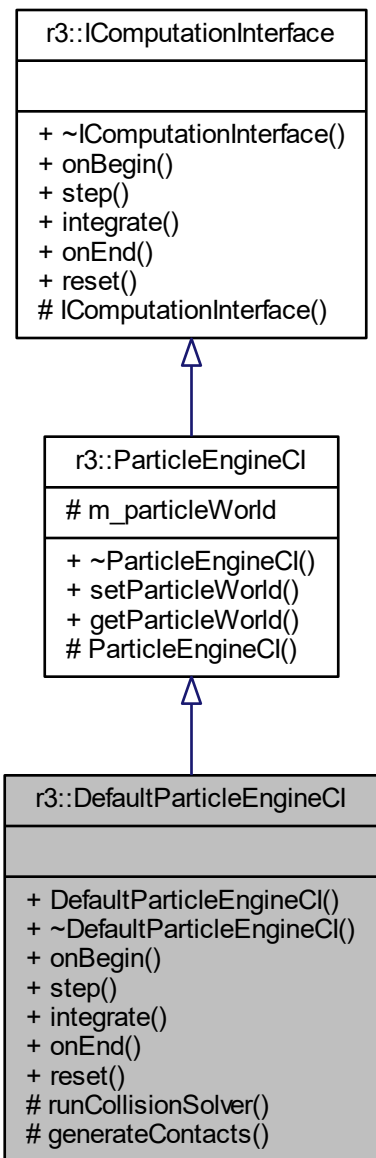 r3::IComputationInterface
+ ~IComputationInterface()
+ onBegin()
+ step()
+ integrate()
+ onEnd()
+ reset()
# IComputationInterface()
r3::ParticleEngineCI
# m_particleWorld
+ ~ParticleEngineCI()
+ setParticleWorld()
+ getParticleWorld()
# ParticleEngineCI()
r3::DefaultParticleEngineCI
+ DefaultParticleEngineCI()
+ ~DefaultParticleEngineCI()
+ onBegin()
+ step()
+ integrate()
+ onEnd()
+ reset()
# runCollisionSolver()
# generateContacts()